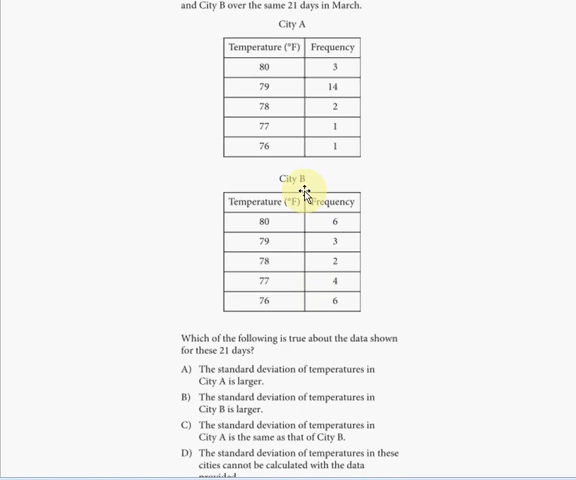 and City B over the same 21 days in March.
City A
Temperature (°F) Frequency
80 3
79 14
78 2
77 1
76 1
City B
Temperature (°F) Frequency
80 6
79 3
78 2
77 4
76 6
Which of the following is true about the data shown
for these 21 days?
A) The standard deviation of temperatures in
City A is larger.
B) The standard deviation of temperatures in
City B is larger.
C) The standard deviation of temperatures in
City A is the same as that of City B.
D) The standard deviation of temperatures in these
cities cannot be calculated with the data
provided.